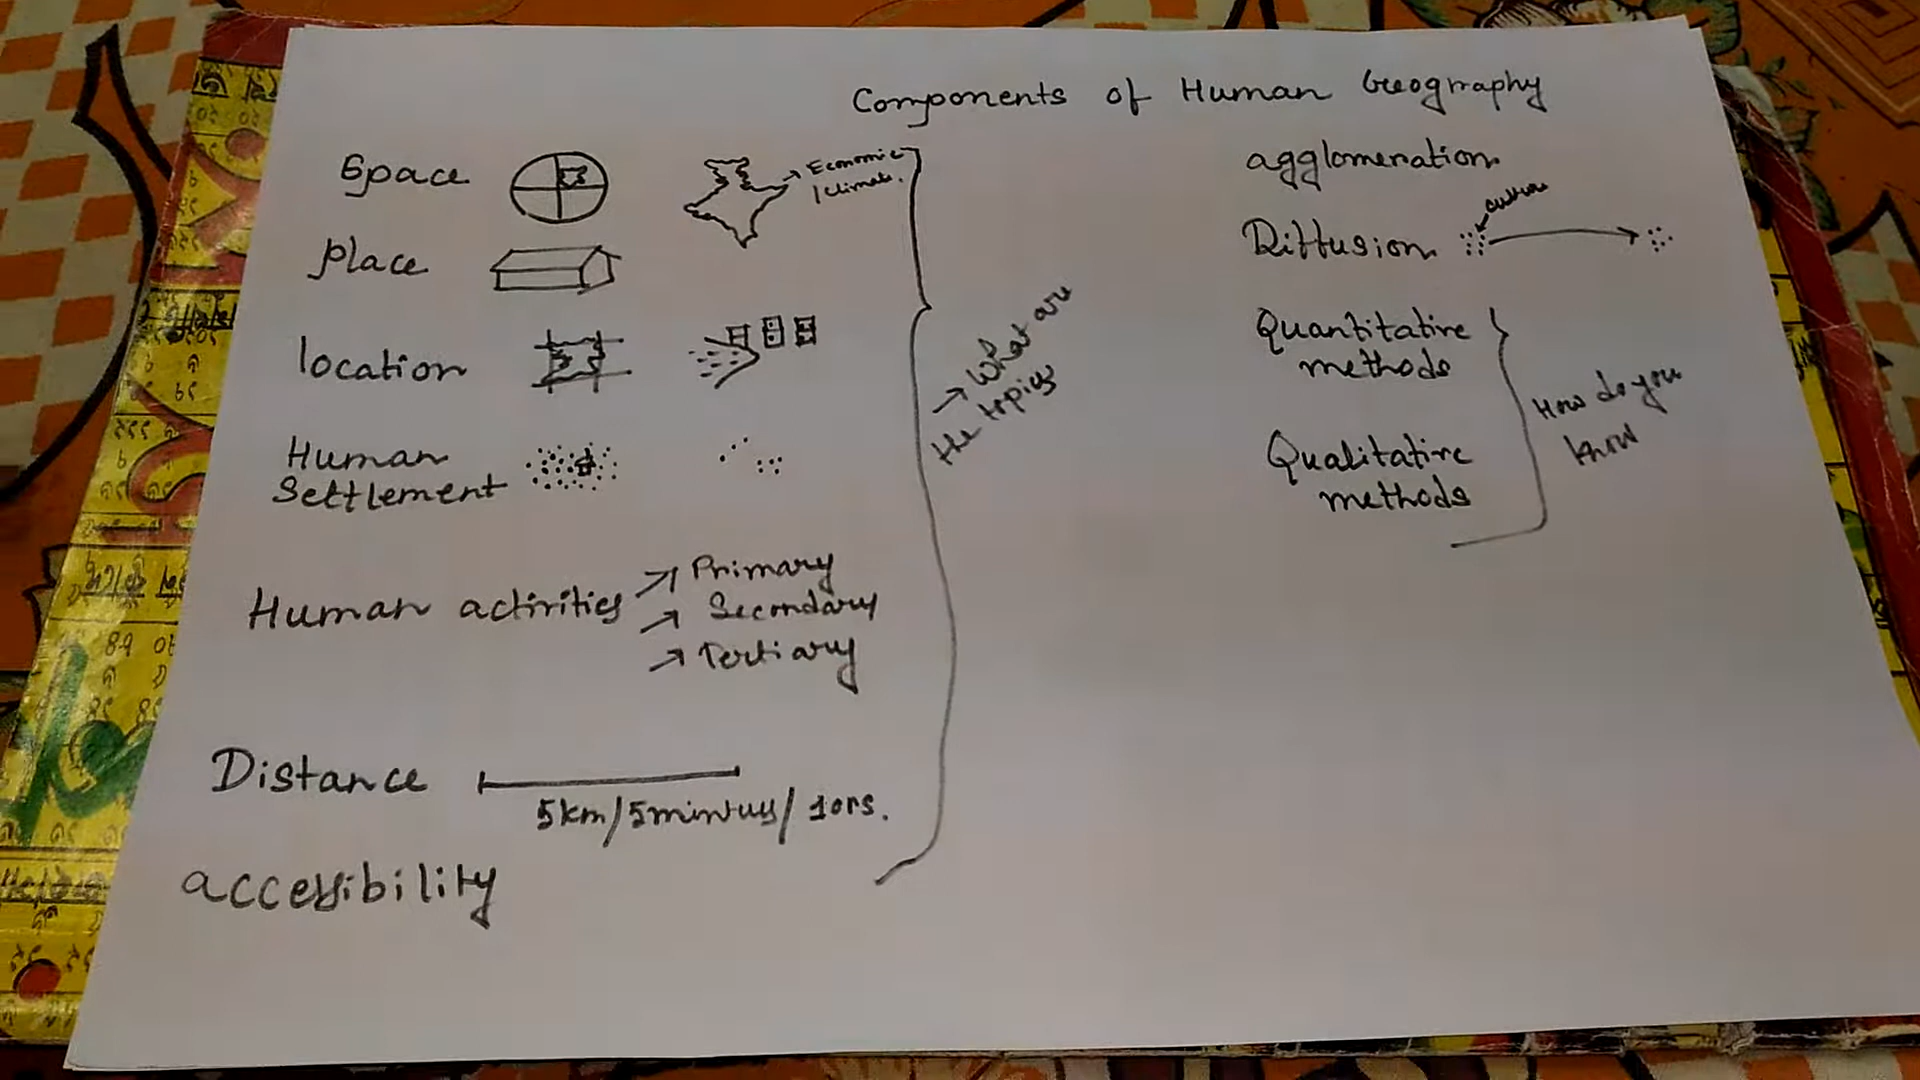 Components of Human Geography
Space
Economic
/climate.
Place
location
Human
Settlement
Human activities
Primary
Secondary
Tertiary
Distance
5km/5mintues/ 10rs.
accessibility
What are
the topics
agglomeration
culture
Diffusion
Quantitative
methods
Qualitative
methods
How do you
know